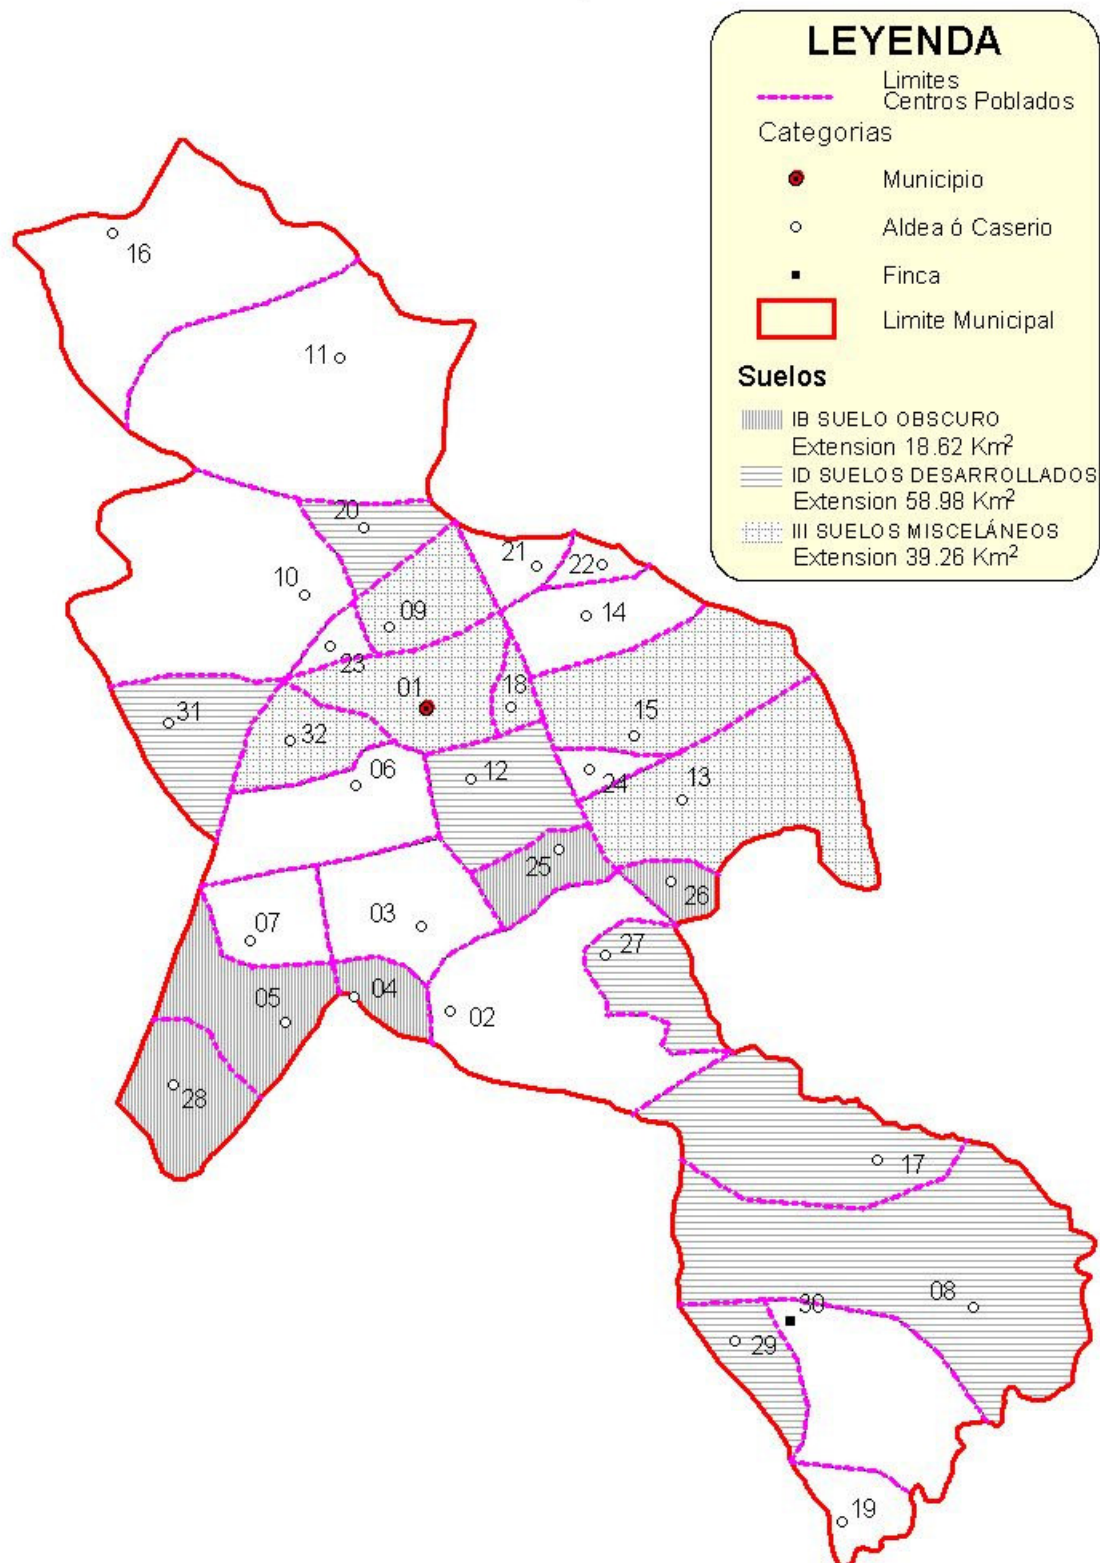 LEYENDA
Limites
Centros Poblados
Categorias
Municipio
Aldea ó Caserio
Finca
Limite Municipal
Suelos
IB SUELO OBSCURO
Extension 18.62 Km²
ID SUELOS DESARROLLADOS
Extension 58.98 Km²
III SUELOS MISCELÁNEOS
Extension 39.26 Km²
16
11
20
21
22
10
09
14
23
01
18
31
32
15
06
12
24
13
25
26
07
03
27
05
04
02
28
17
08
30
29
19